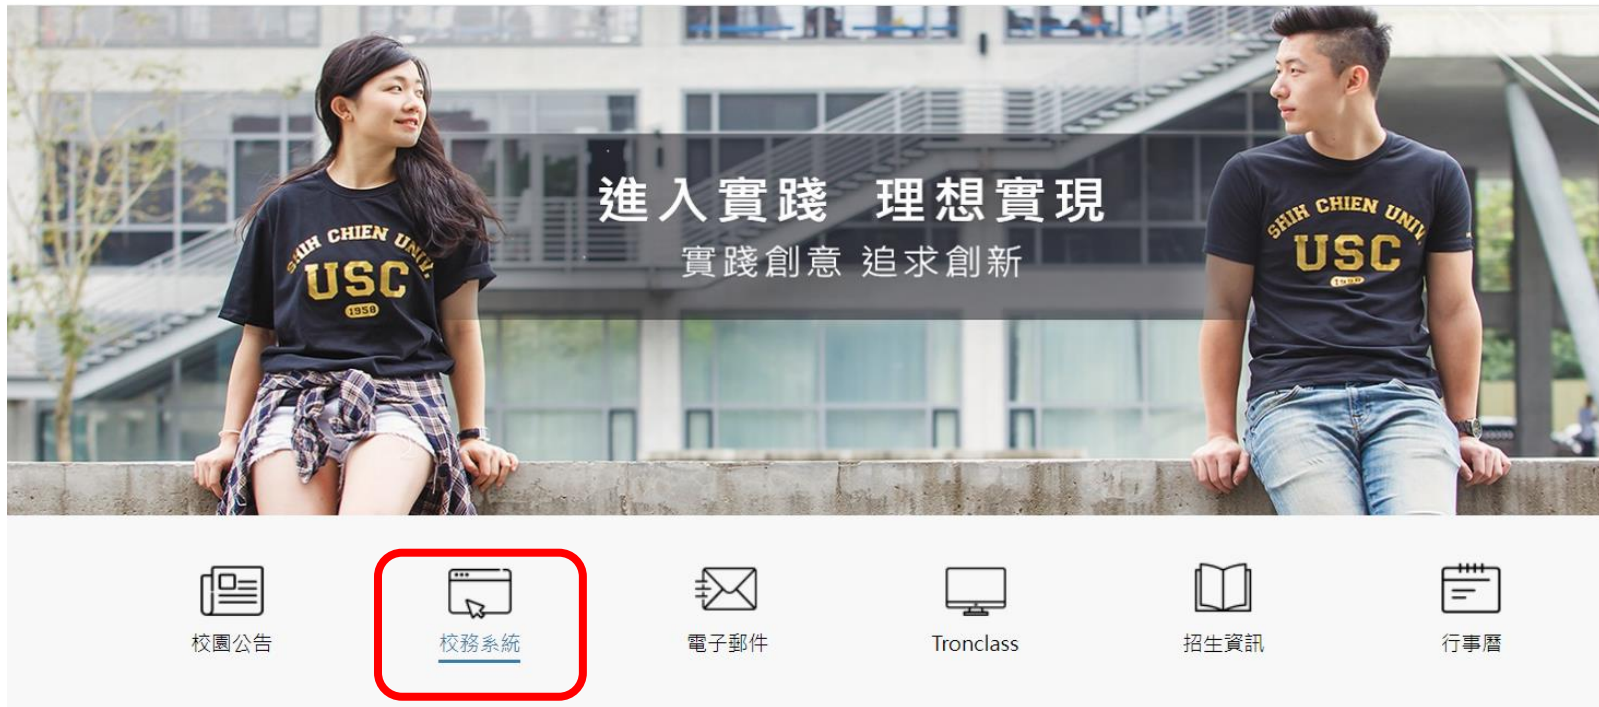 進入實踐 理想實現
實踐創意 追求創新
SHIH CHIEN UNIV.
USC
1958
SHIH CHIEN UNIV.
USC
1958
校園公告
校務系統
電子郵件
Tronclass
招生資訊
行事曆